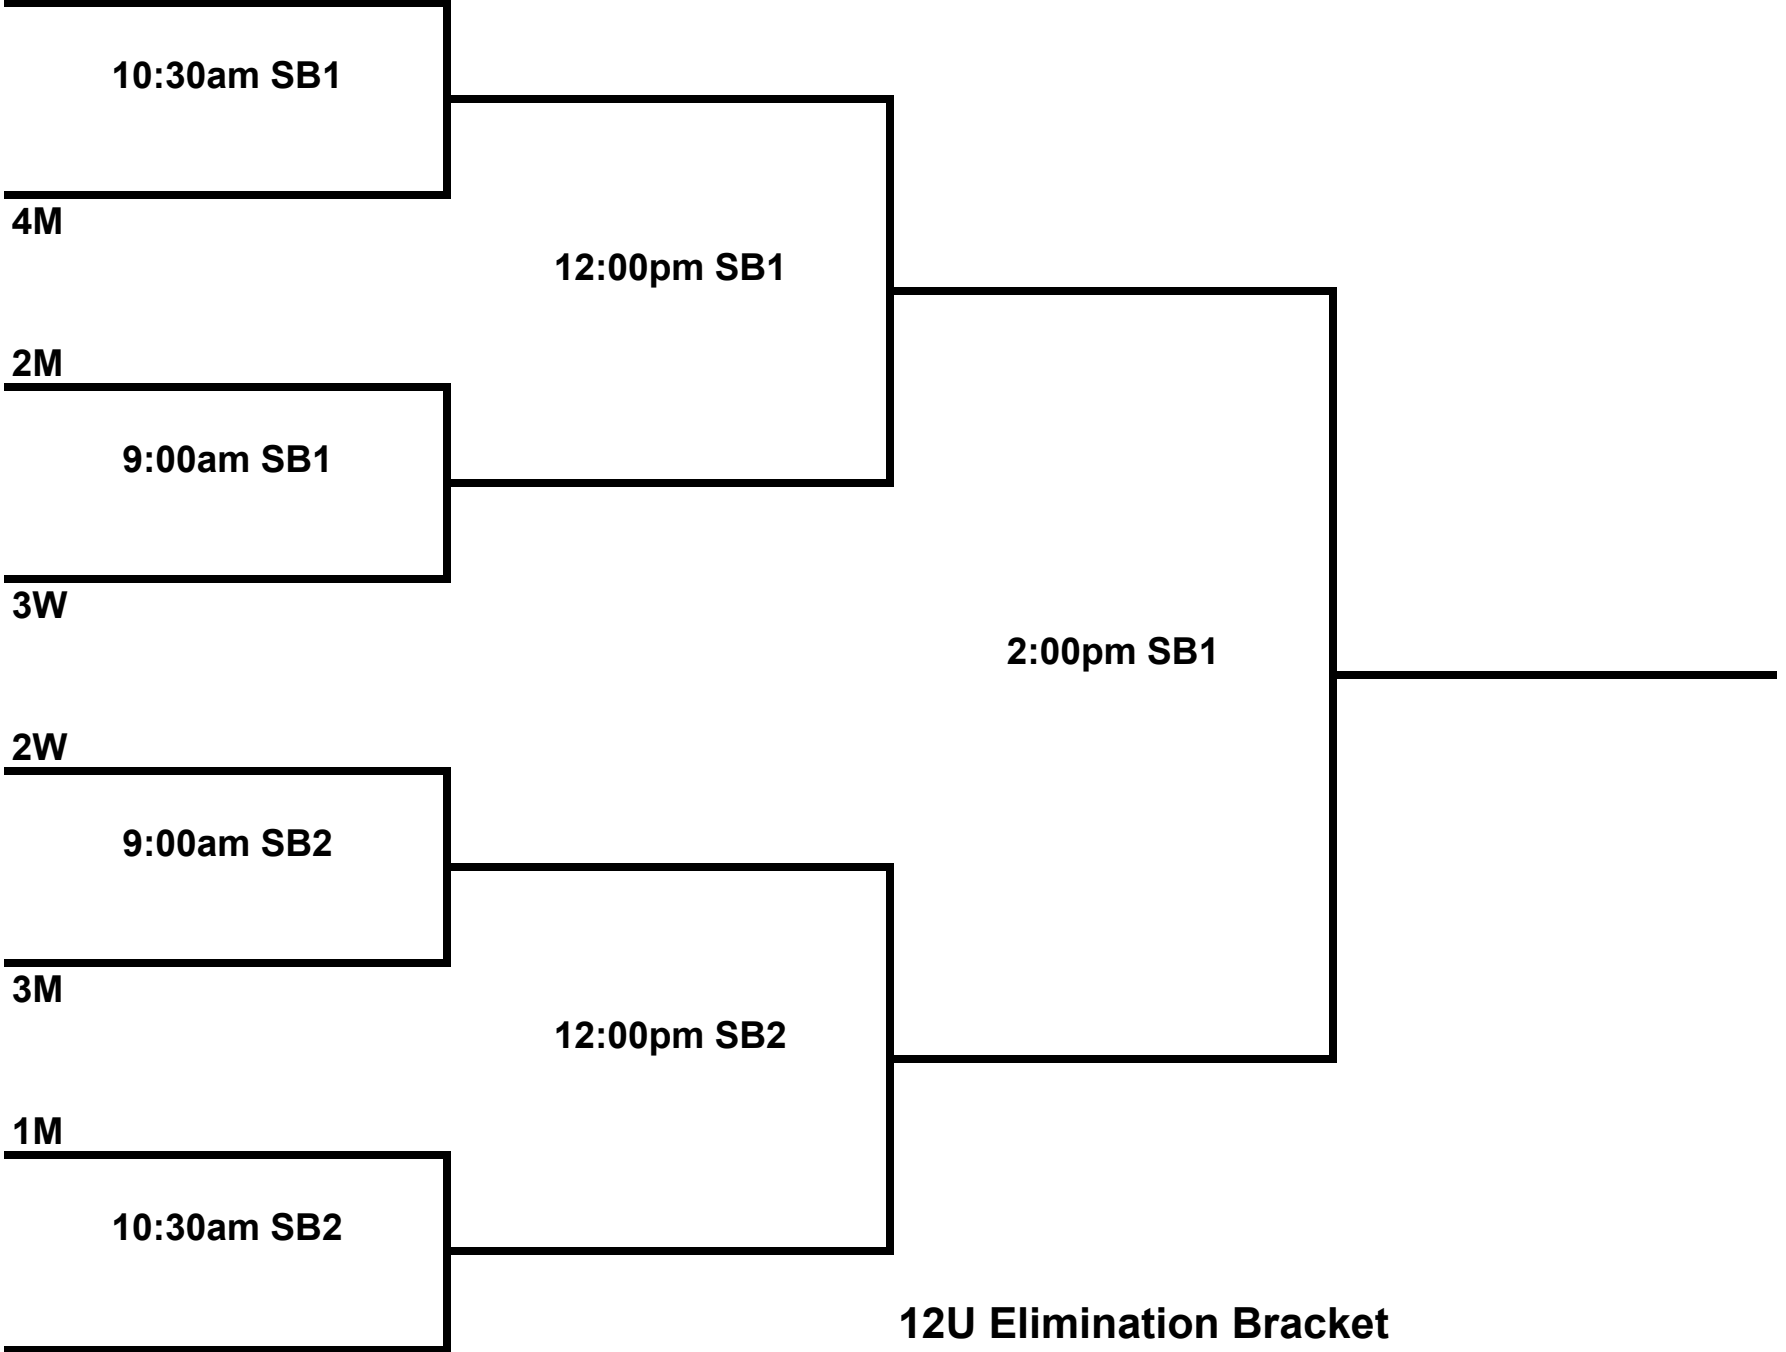 10:30am SB1
4M
12:00pm SB1
2M
9:00am SB1
3W
2:00pm SB1
2W
9:00am SB2
3M
12:00pm SB2
1M
10:30am SB2
12U Elimination Bracket